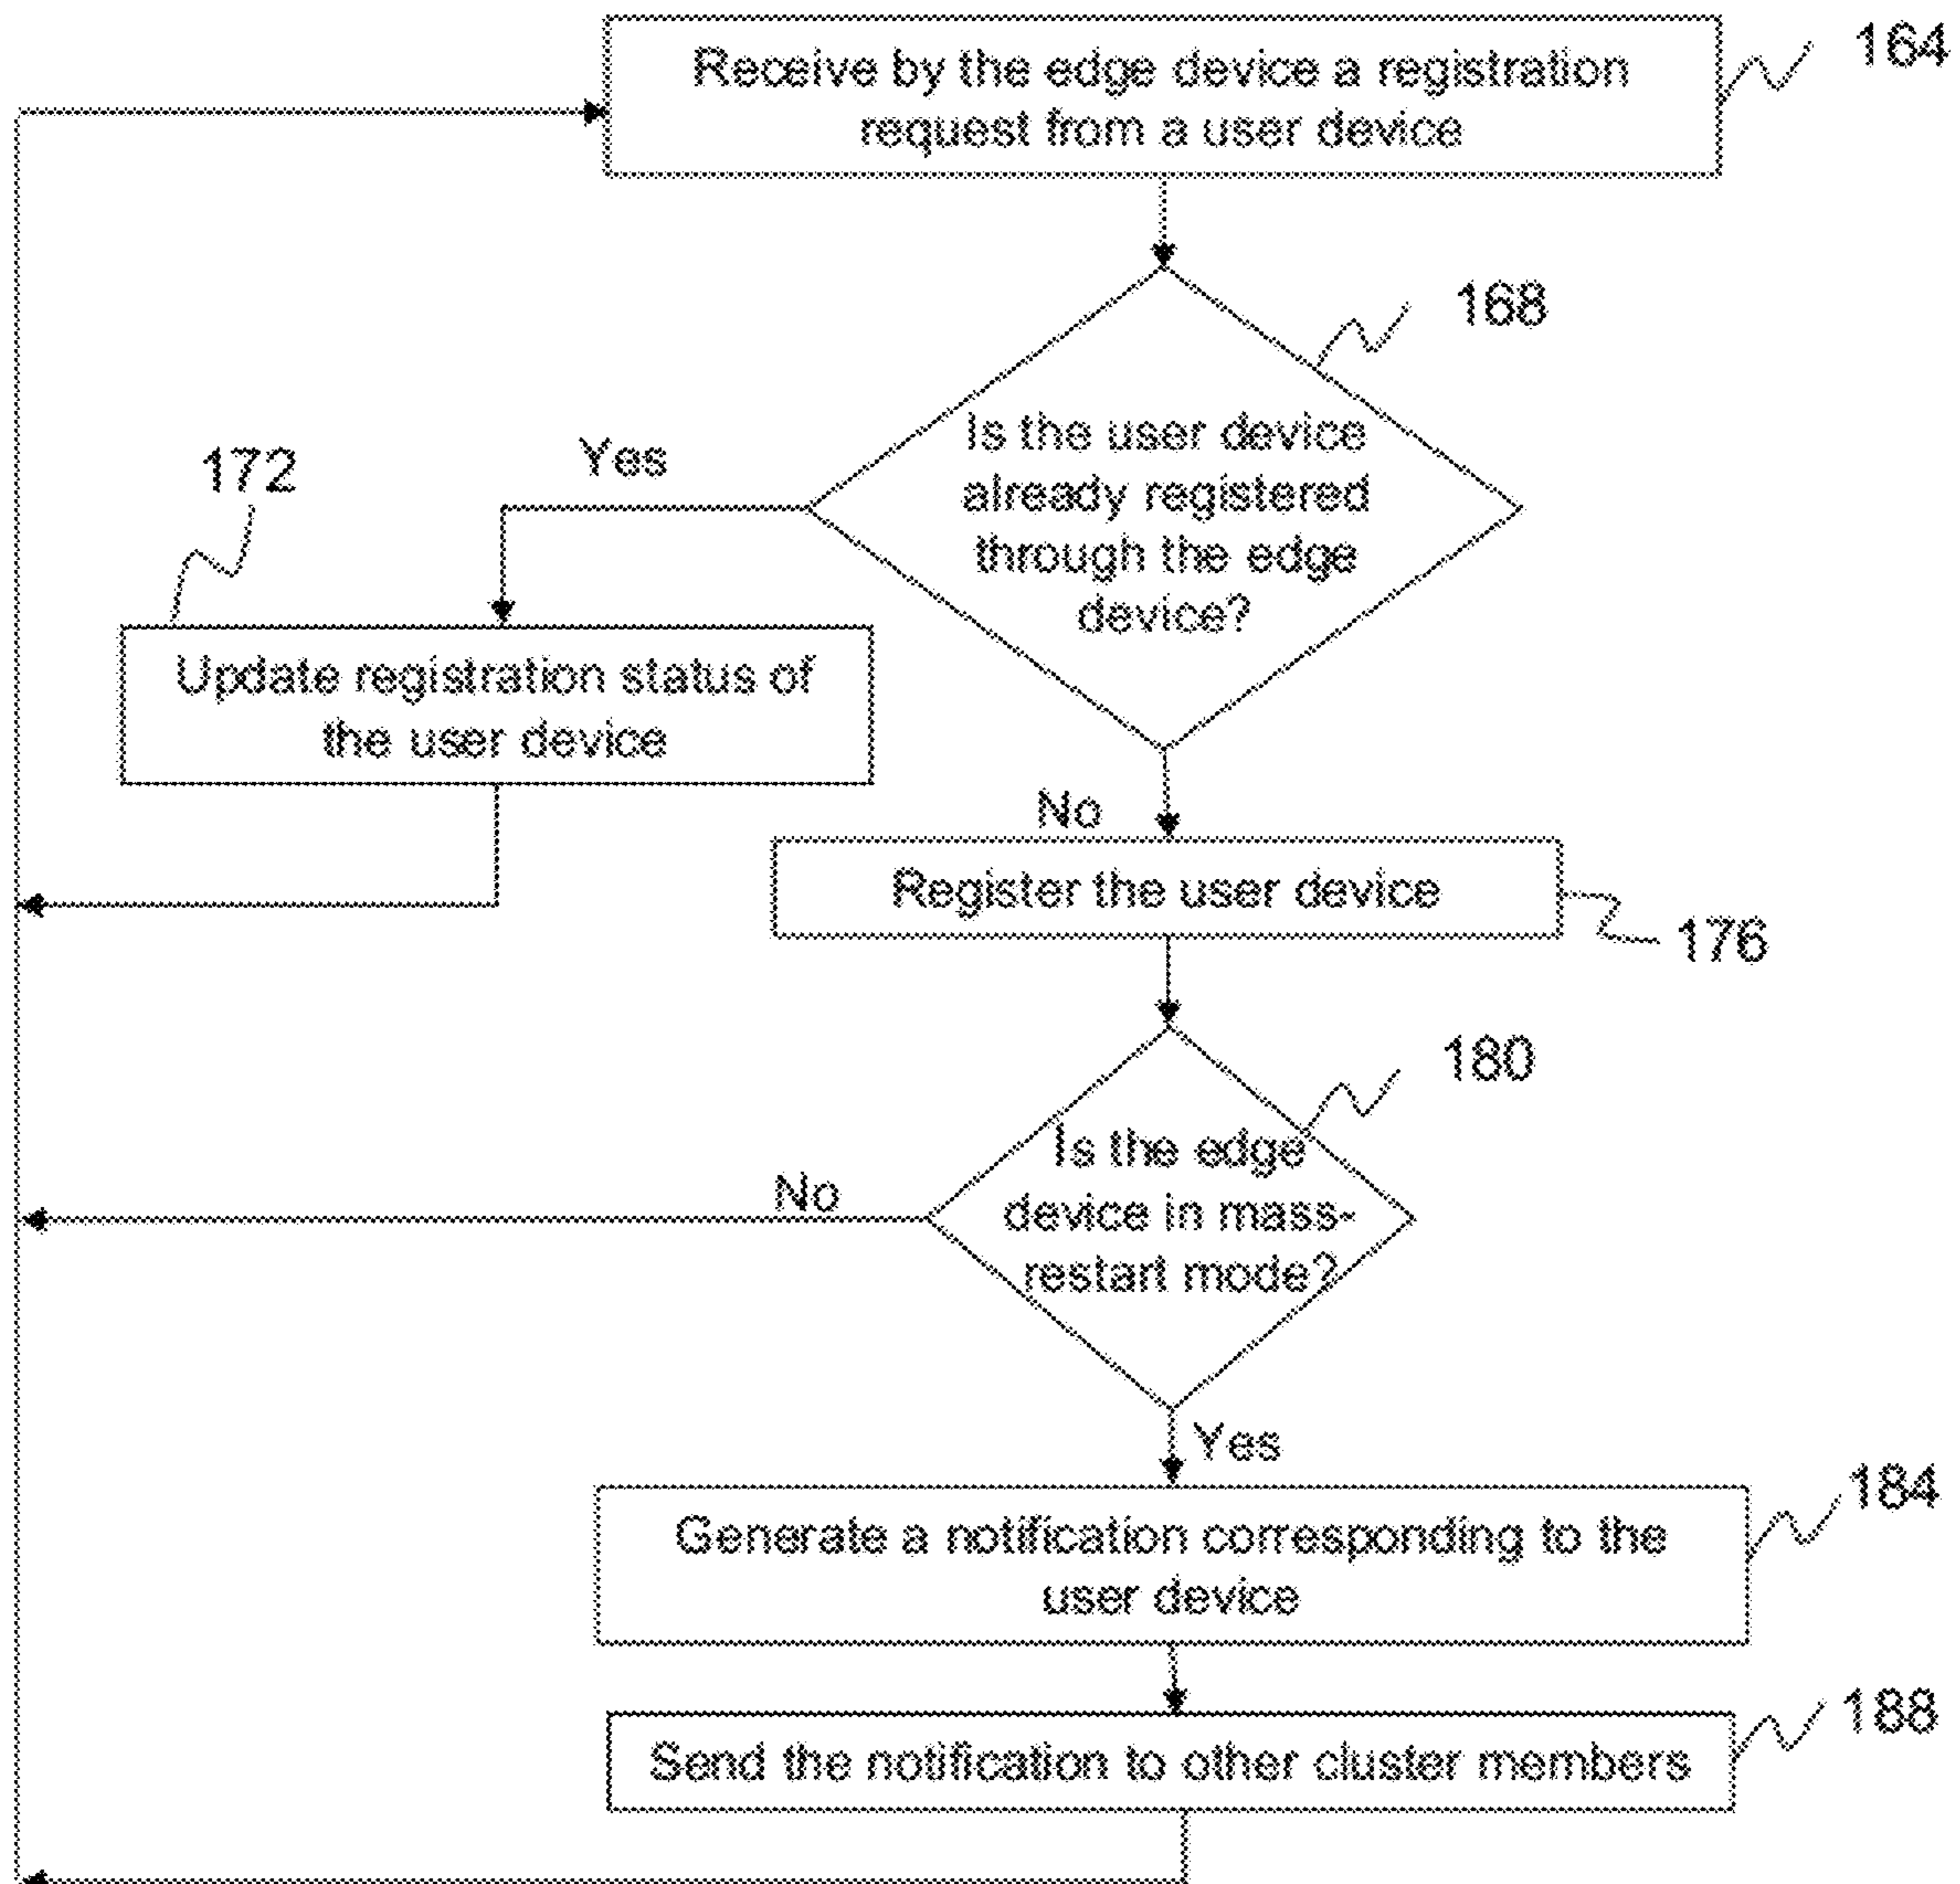 Receive by the edge device a registration
request from a user device
164
168
Is the user device
already registered
through the edge
device?
Yes
172
Update registration status of
the user device
No
Register the user device
176
180
Is the edge
device in mass-
restart mode?
No
Yes
184
Generate a notification corresponding to the
user device
188
Send the notification to other cluster members